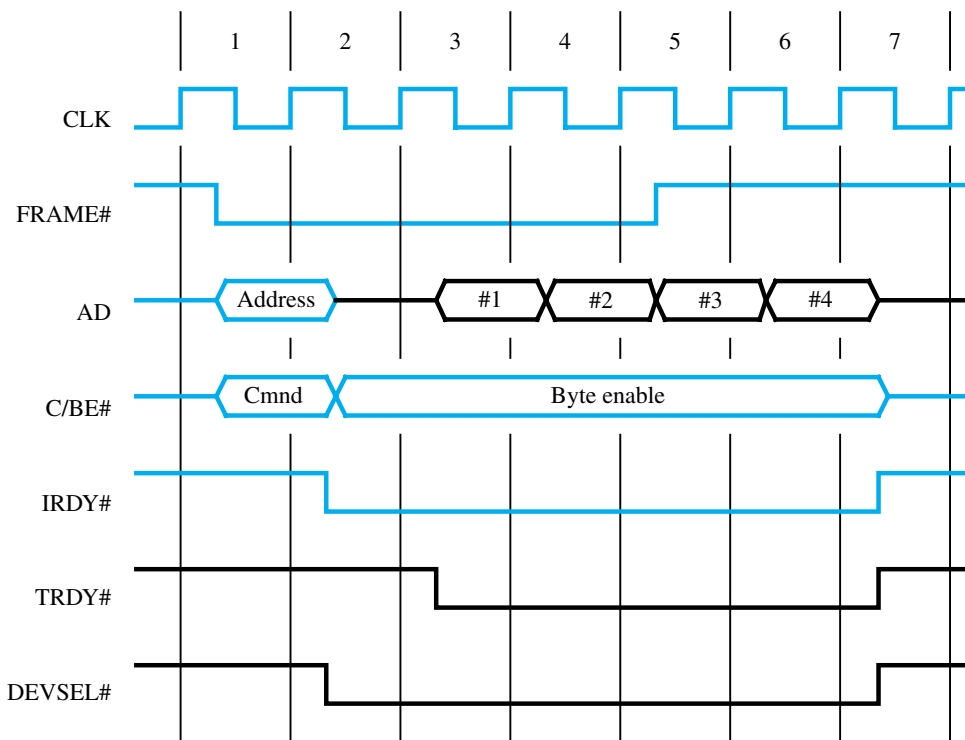 1 2 3 4 5 6 7
CLK
FRAME#
AD Address #1 #2 #3 #4
C/BE# Cmnd Byte enable
IRDY#
TRDY#
DEVSEL#